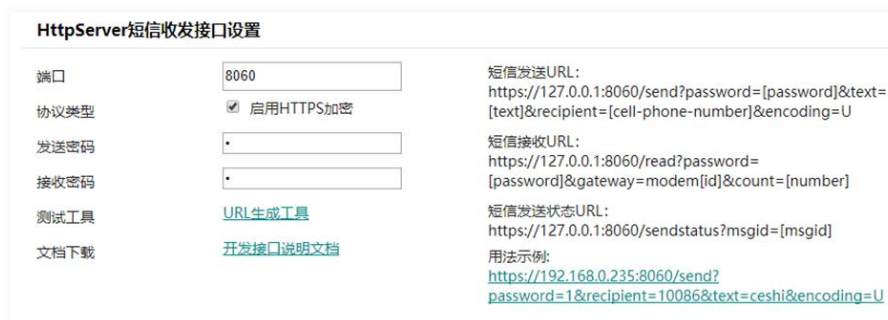 HttpServer短信收发接口设置
端口
8060
协议类型
启用HTTPS加密
发送密码
•
接收密码
•
测试工具
URL生成工具
文档下载
开发接口说明文档
短信发送URL:
https://127.0.0.1:8060/send?password=[password]&text=
[text]&recipient=[cell-phone-number]&encoding=U
短信接收URL:
https://127.0.0.1:8060/read?password=
[password]&gateway=modem[id]&count=[number]
短信发送状态URL:
https://127.0.0.1:8060/sendstatus?msgid=[msgid]
用法示例:
https://192.168.0.235:8060/send?
password=1&recipient=10086&text=ceshi&encoding=U